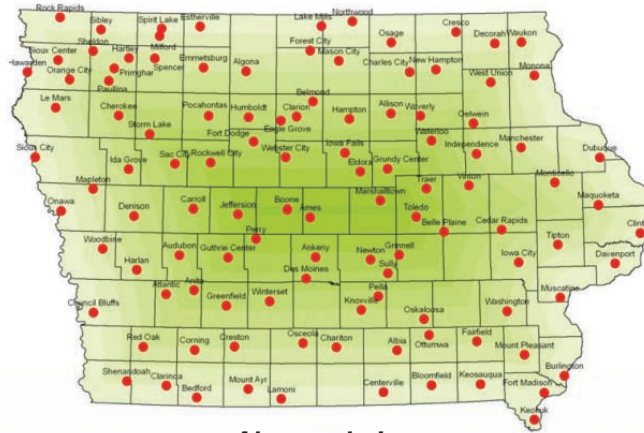 Rock Rapids
Sibley
Spirit Lake
Estherville
Lake Mills
Northwood
Cresco
Decorah
Waukon
Osage
Sheldon
Hartley
Milford
Forest City
Mason City
Sioux Center
Hawarden
Orange City
Primghar
Spencer
Emmetsburg
Algona
Charles City
New Hampton
Monona
Paullina
West Union
Le Mars
Cherokee
Pocahontas
Humboldt
Belmond
Clarion
Hampton
Allison
Waverly
Oelwein
Storm Lake
Fort Dodge
Eagle Grove
Waterloo
Sioux City
Ida Grove
Sac City
Rockwell City
Webster City
Iowa Falls
Eldora
Grundy Center
Independence
Manchester
Dubuque
Mapleton
Marshalltown
Traer
Vinton
Monticello
Onawa
Denison
Carroll
Jefferson
Boone
Ames
Toledo
Maquoketa
Perry
Belle Plaine
Cedar Rapids
Woodbine
Audubon
Guthrie Center
Ankeny
Newton
Grinnell
Tipton
Harlan
Des Moines
Sully
Iowa City
Davenport
Atlantic
Anita
Greenfield
Winterset
Pella
Knoxville
Muscatine
Council Bluffs
Oskaloosa
Washington
Red Oak
Corning
Creston
Osceola
Chariton
Albia
Ottumwa
Fairfield
Mount Pleasant
Shenandoah
Clarinda
Bedford
Mount Ayr
Lamoni
Centerville
Bloomfield
Keosauqua
Burlington
Fort Madison
Keokuk